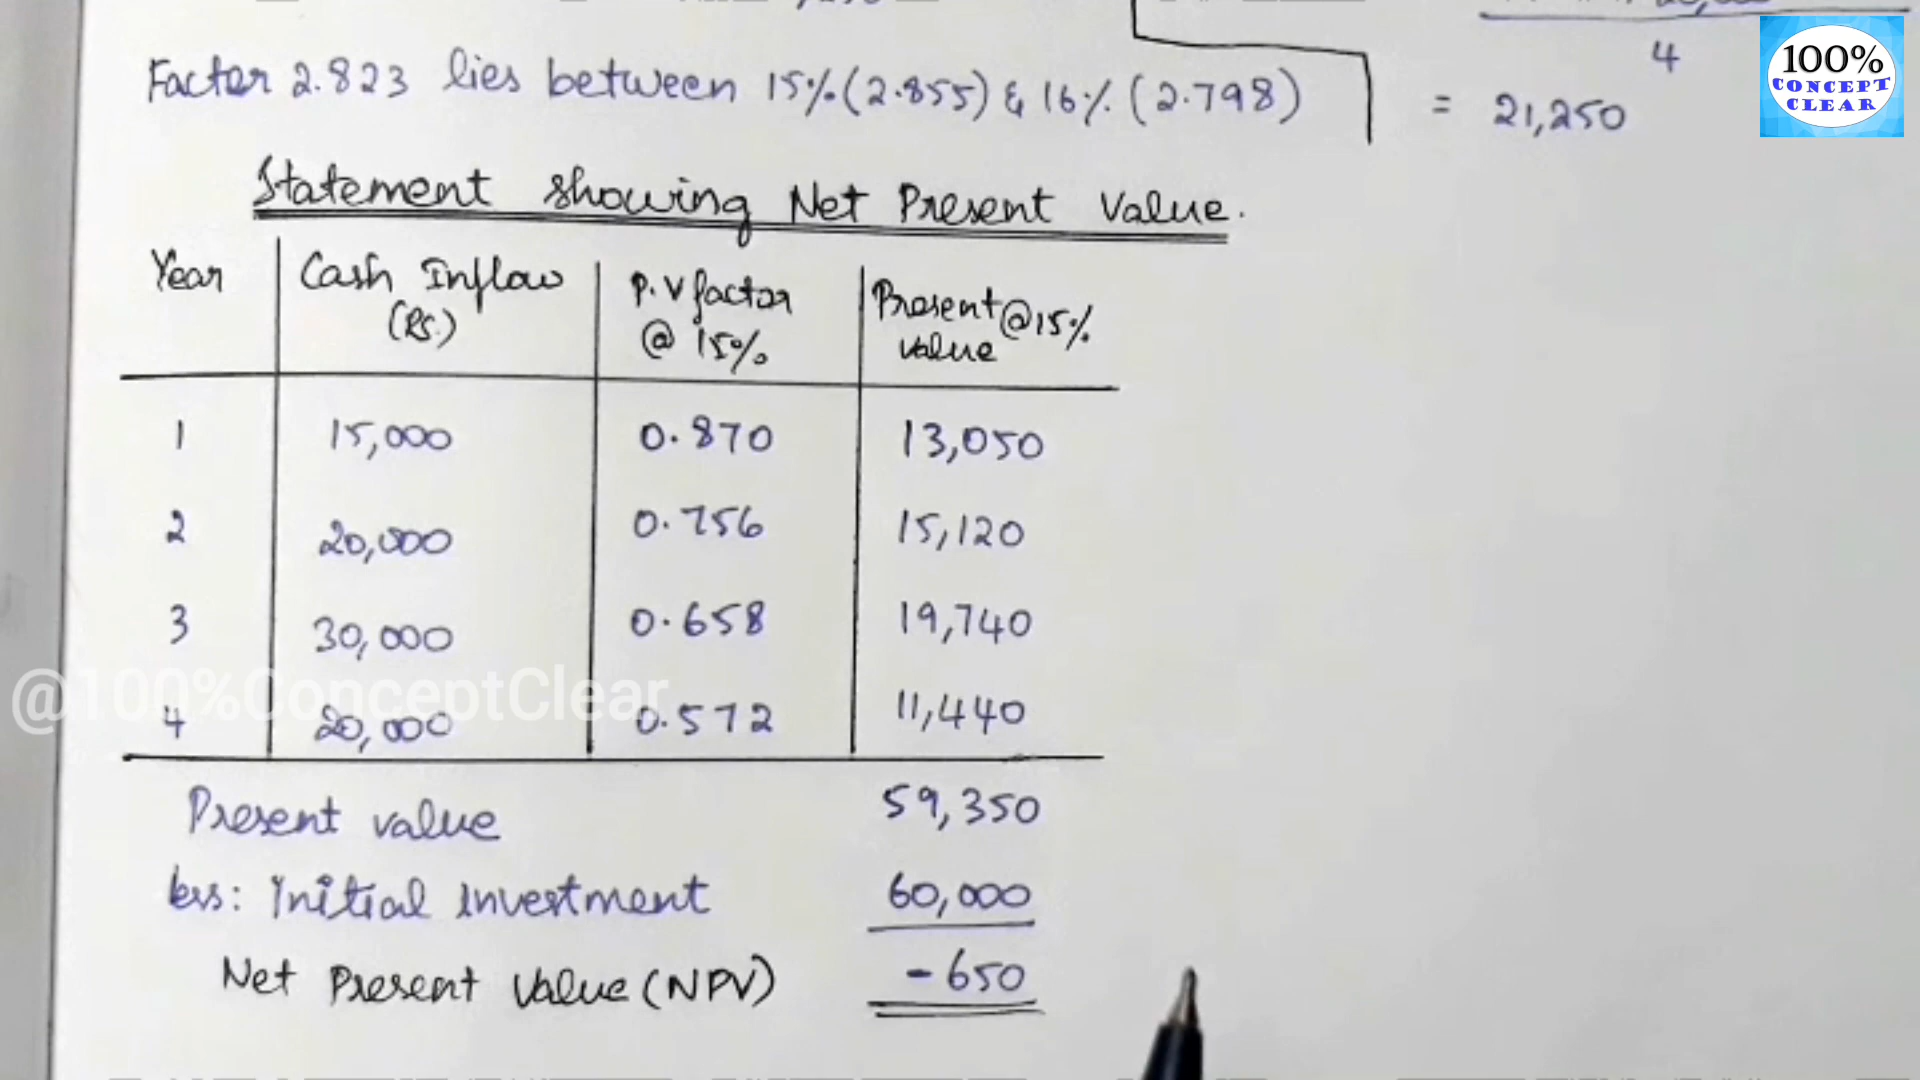 4
Factor 2.823 lies between 15% (2.855) & 16% (2.798)
= 21,250
100%
CONCEPT
CLEAR
Statement showing Net Present Value.
Year Cash Inflow (Rs.) P.V factor @ 15% Present value @ 15%
1 15,000 0.870 13,050
2 20,000 0.756 15,120
3 30,000 0.658 19,740
@100%ConceptClear
4 20,000 0.572 11,440
Present value 59,350
less: Initial Investment 60,000
Net Present Value (NPV) -650